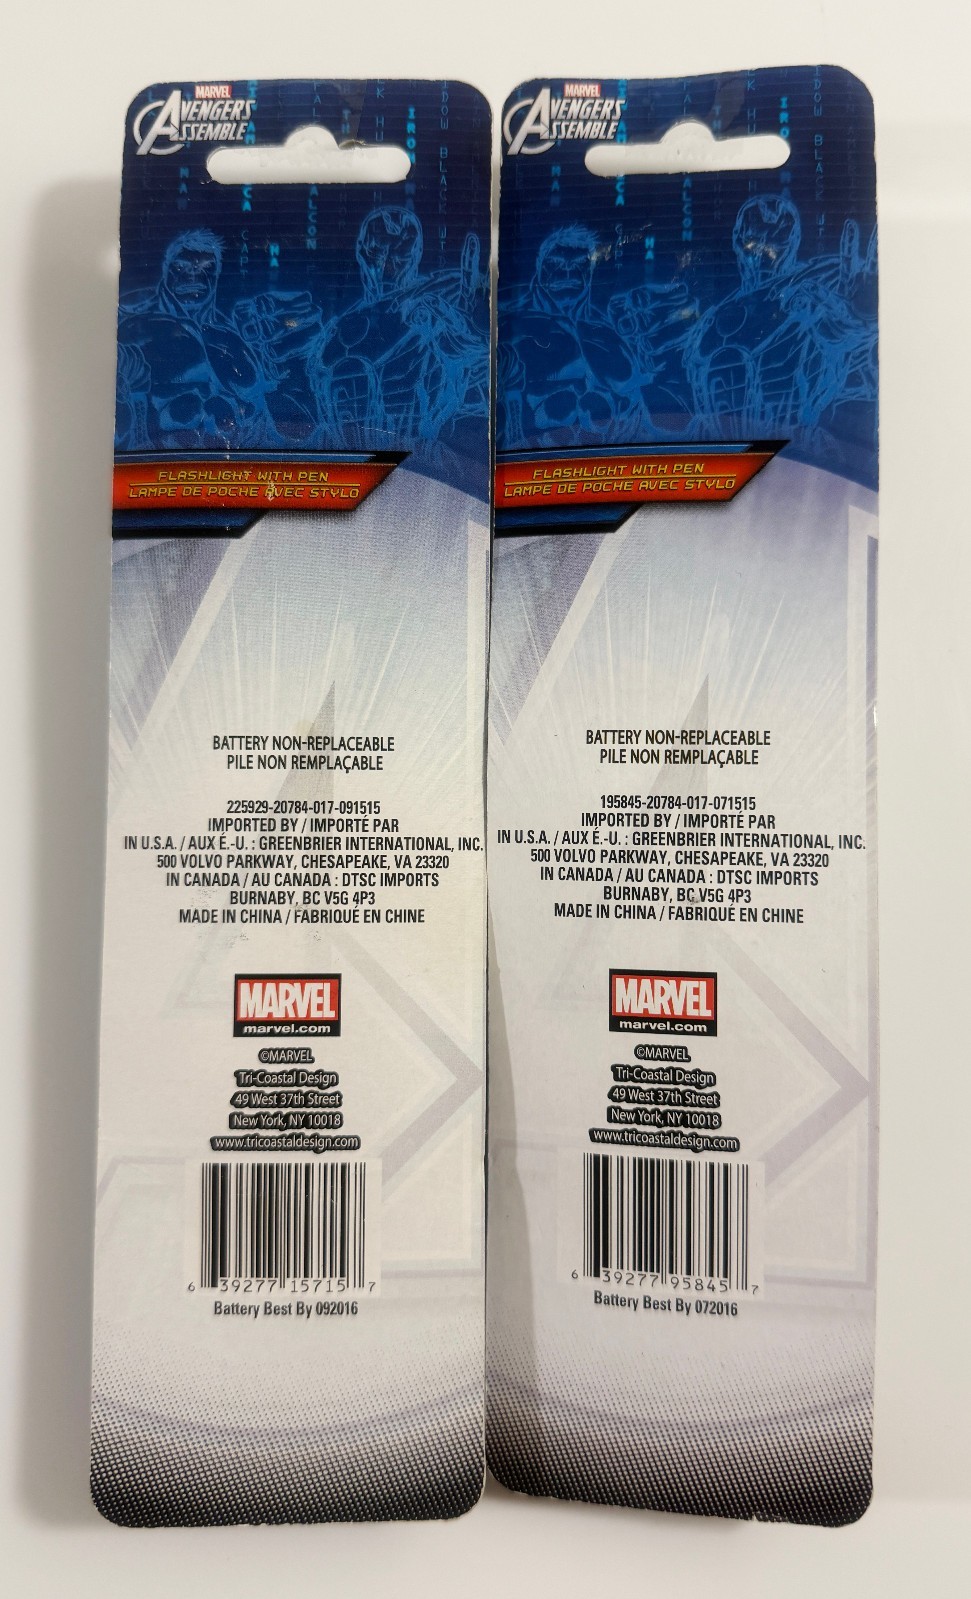 MARVEL
AVENGERS
ASSEMBLE
FLASHLIGHT WITH PEN
LAMPE DE POCHE AVEC STYLO
BATTERY NON-REPLACEABLE
PILE NON REMPLAÇABLE
225929-20784-017-091515
IMPORTED BY / IMPORTÉ PAR
IN U.S.A. / AUX É.-U. : GREENBRIER INTERNATIONAL, INC.
500 VOLVO PARKWAY, CHESAPEAKE, VA 23320
IN CANADA / AU CANADA : DTSC IMPORTS
BURNABY, BC V5G 4P3
MADE IN CHINA / FABRIQUÉ EN CHINE
MARVEL
marvel.com
©MARVEL
Tri-Coastal Design
49 West 37th Street
New York, NY 10018
www.tricoastaldesign.com
6 39277 15715 7
Battery Best By 092016
MARVEL
AVENGERS
ASSEMBLE
FLASHLIGHT WITH PEN
LAMPE DE POCHE AVEC STYLO
BATTERY NON-REPLACEABLE
PILE NON REMPLAÇABLE
195845-20784-017-071515
IMPORTED BY / IMPORTÉ PAR
IN U.S.A. / AUX É.-U. : GREENBRIER INTERNATIONAL, INC.
500 VOLVO PARKWAY, CHESAPEAKE, VA 23320
IN CANADA / AU CANADA : DTSC IMPORTS
BURNABY, BC V5G 4P3
MADE IN CHINA / FABRIQUÉ EN CHINE
MARVEL
marvel.com
©MARVEL
Tri-Coastal Design
49 West 37th Street
New York, NY 10018
www.tricoastaldesign.com
6 39277 95845 7
Battery Best By 072016